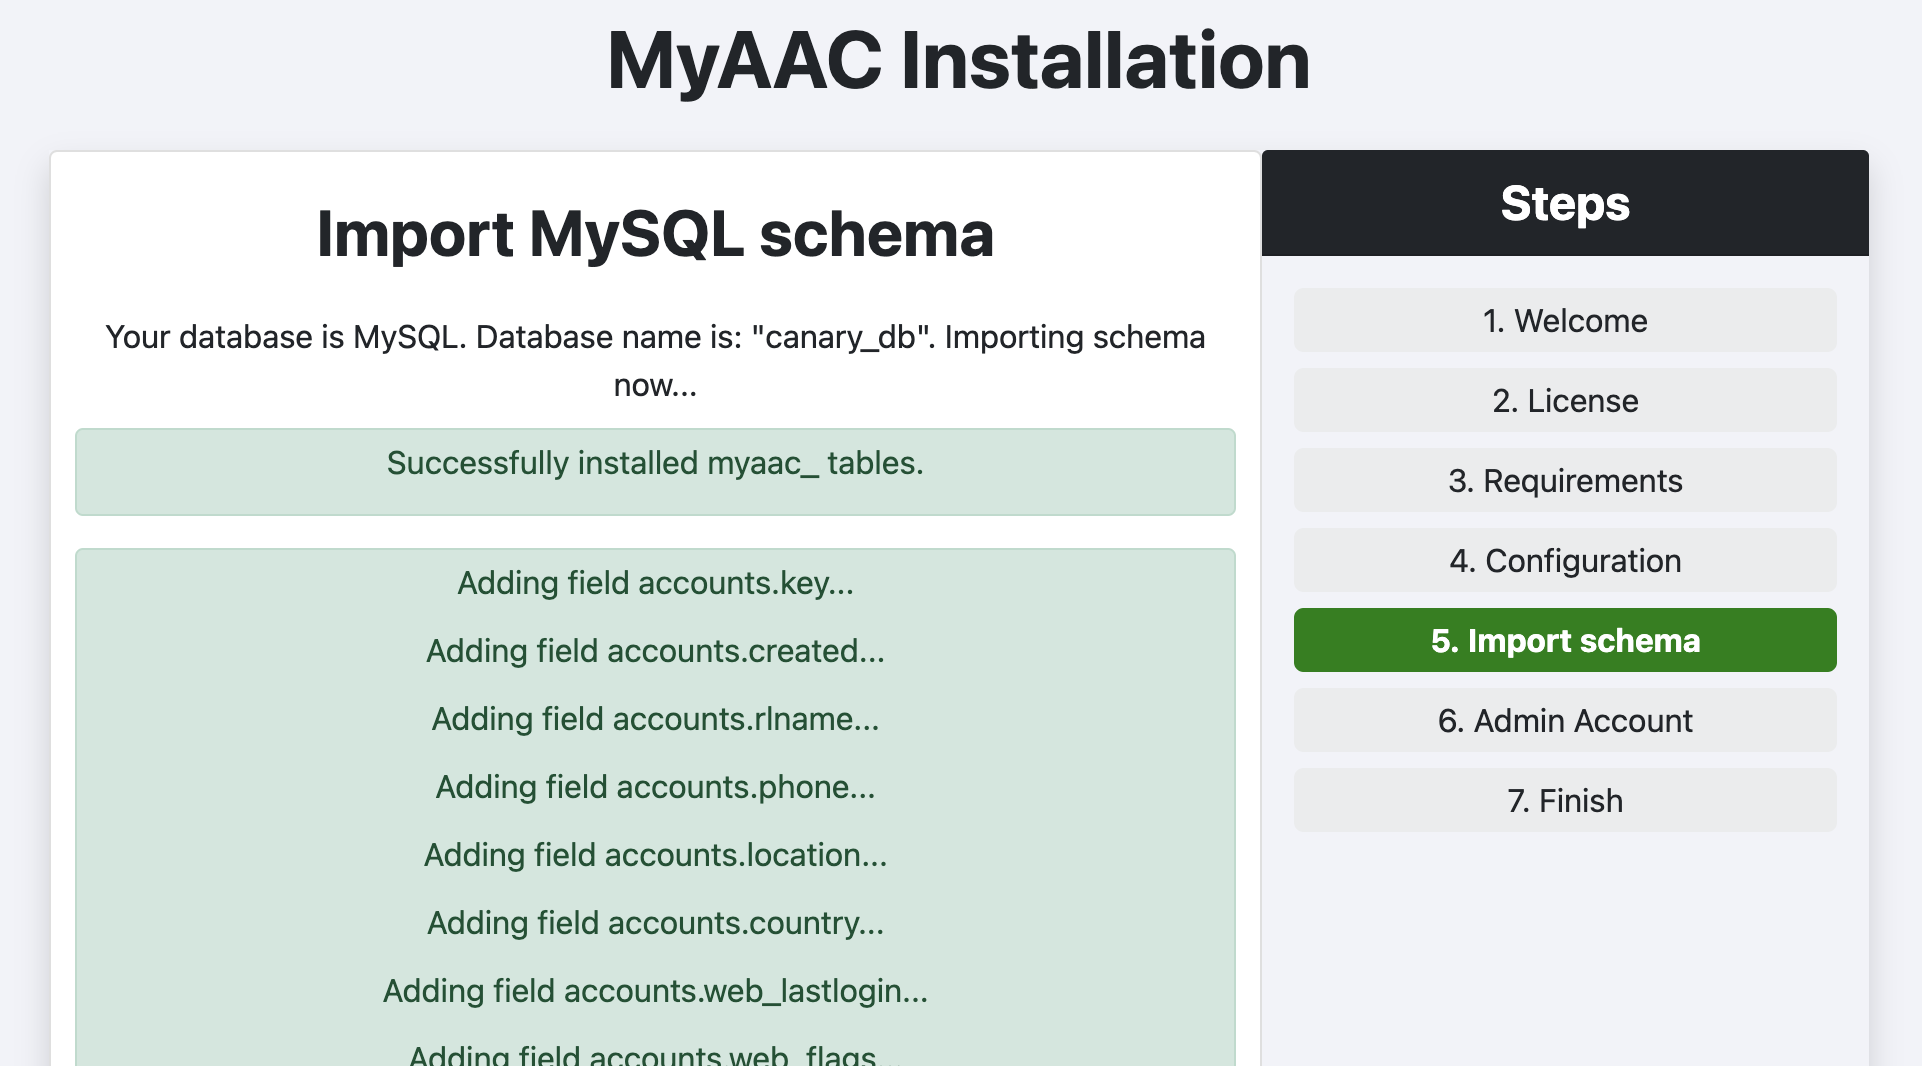 MyAAC Installation
Import MySQL schema
Your database is MySQL. Database name is: "canary_db". Importing schema
now...
Successfully installed myaac_ tables.
Adding field accounts.key...
Adding field accounts.created...
Adding field accounts.rlname...
Adding field accounts.phone...
Adding field accounts.location...
Adding field accounts.country...
Adding field accounts.web_lastlogin...
Adding field accounts.web_flags...
Steps
1. Welcome
2. License
3. Requirements
4. Configuration
5. Import schema
6. Admin Account
7. Finish